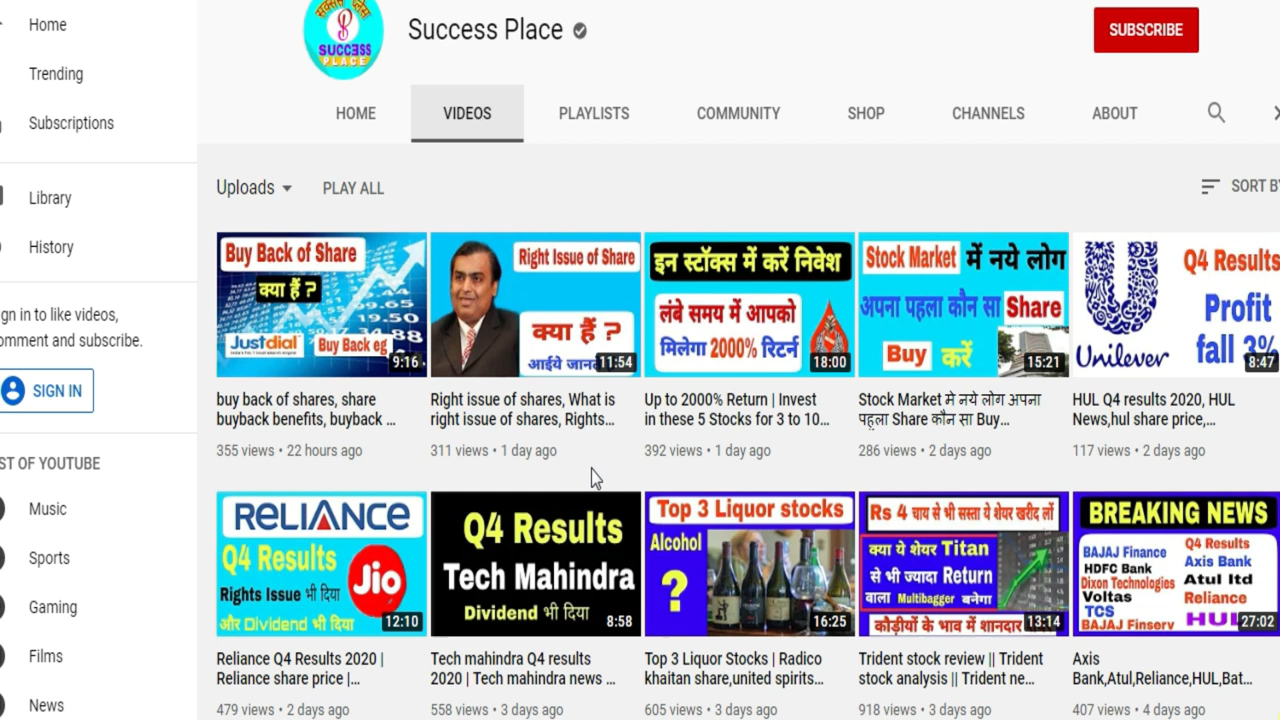 Home
Trending
Subscriptions
Library
History
gn in to like videos,
omment and subscribe.
SIGN IN
ST OF YOUTUBE
Music
Sports
Gaming
Films
News
सक्सेस प्लेस
SUCCESS
PLACE
Success Place
SUBSCRIBE
HOME
VIDEOS
PLAYLISTS
COMMUNITY
SHOP
CHANNELS
ABOUT
Uploads
PLAY ALL
SORT BY
Buy Back of Share
क्या हैं ?
Justdial
Buy Back eg
9:16
buy back of shares, share
buyback benefits, buyback ...
355 views • 22 hours ago
Right Issue of Share
क्या हैं ?
आईये
11:54
Right issue of shares, What is
right issue of shares, Rights...
311 views • 1 day ago
इन स्टॉक्स में करें निवेश
लंबे समय में आपको
मिलेगा 2000% रिटर्न
18:00
Up to 2000% Return | Invest
in these 5 Stocks for 3 to 10...
392 views • 1 day ago
Stock Market में नये लोग
अपना पहला कौन सा Share
Buy करें
15:21
Stock Market मे नये लोग अपना
पहला Share कौन सा Buy...
286 views • 2 days ago
Q4 Results
Profit
fall 3%
Unilever
8:47
HUL Q4 results 2020, HUL
News,hul share price,...
117 views • 2 days ago
RELIANCE
Q4 Results
Jio
Rights Issue भी दिया
और Dividend भी दिया
12:10
Reliance Q4 Results 2020 |
Reliance share price |...
479 views • 2 days ago
Q4 Results
Tech Mahindra
Dividend भी दिया
8:58
Tech mahindra Q4 results
2020 | Tech mahindra news ...
558 views • 3 days ago
Top 3 Liquor stocks
Alcohol
?
16:25
Top 3 Liquor Stocks | Radico
khaitan share,united spirits...
605 views • 3 days ago
Rs 4 चाय से भी सस्ता ये शेयर खरीद लों
क्या ये शेयर Titan
से भी ज्यादा Return
वाला Multibagger बनेगा
कौड़ीयों के भाव में शानदार
13:14
Trident stock review || Trident
stock analysis || Trident ne...
918 views • 3 days ago
BREAKING NEWS
BAJAJ Finance
HDFC Bank
Dixon Technologies
Voltas
TCS
BAJAJ Finserv
Q4 Results
Axis Bank
Atul ltd
Reliance
HUL
27:02
Axis
Bank,Atul,Reliance,HUL,Bat...
407 views • 4 days ago